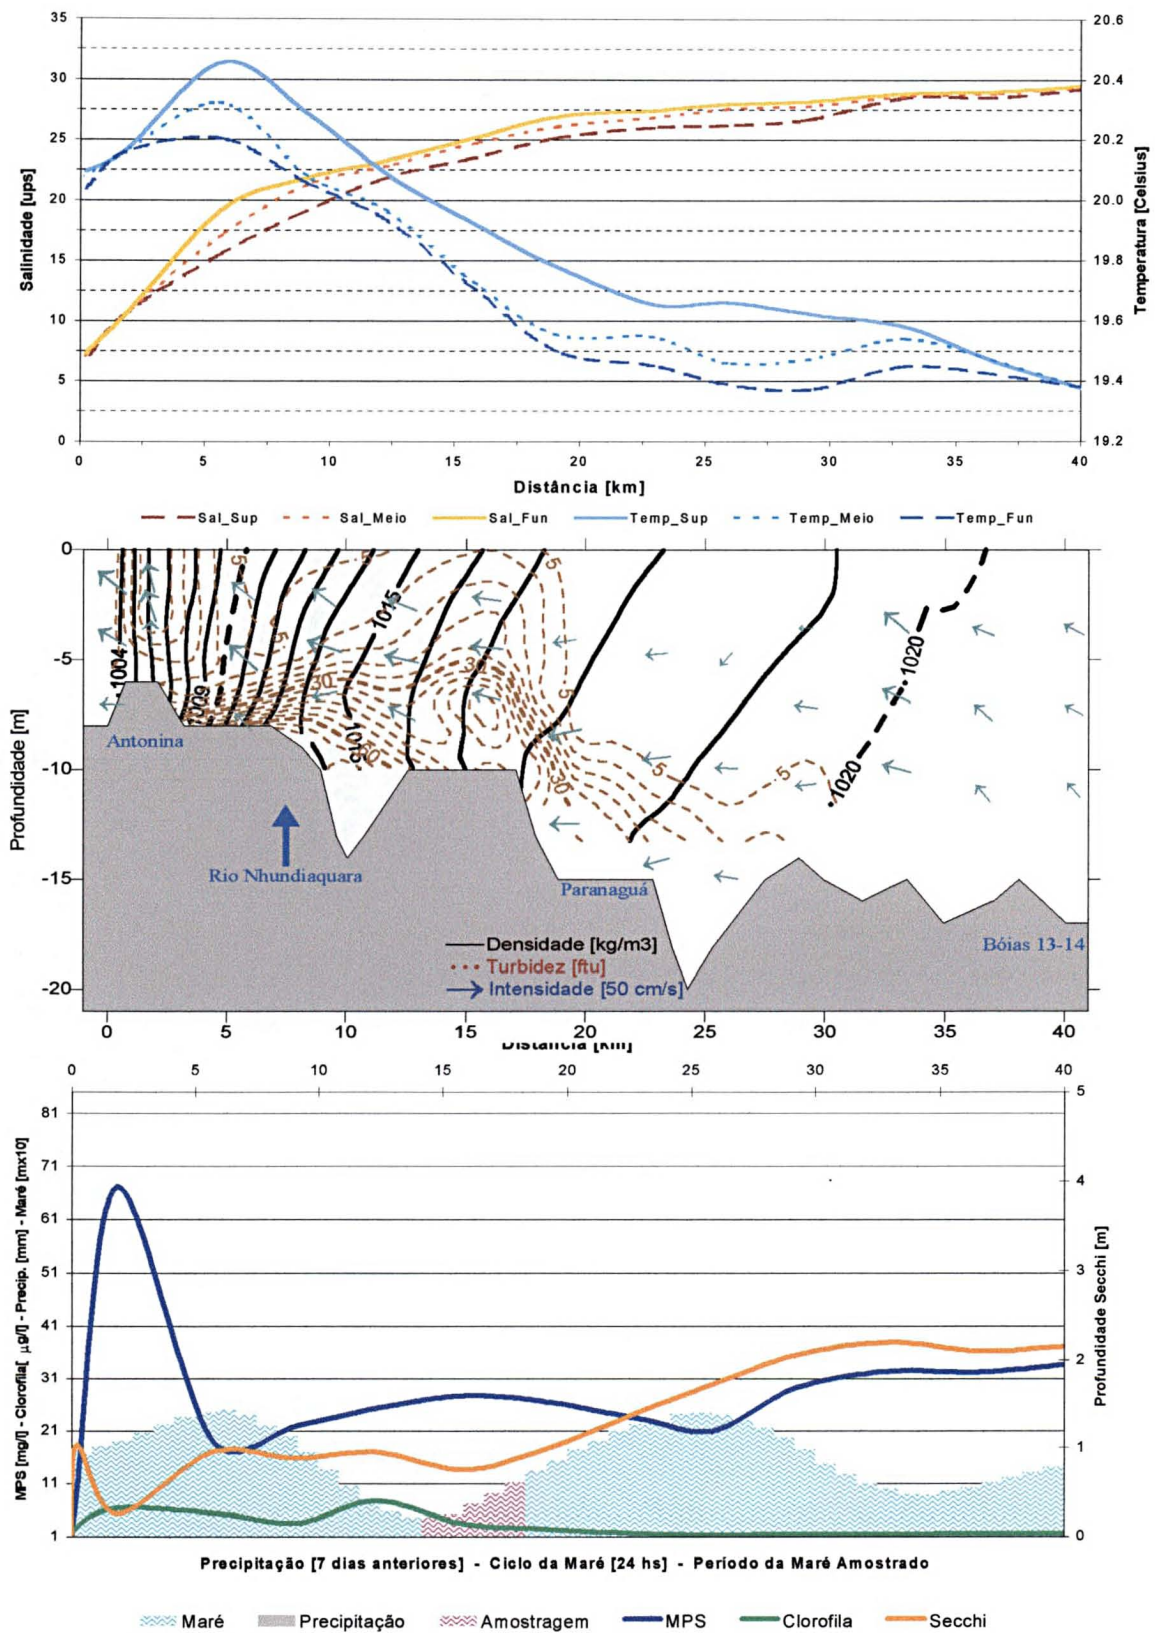 35
30
25
20
15
10
5
0
Salinidade [ups]
20.6
20.4
20.2
20.0
19.8
19.6
19.4
19.2
Temperatura [Celsius]
0 5 10 15 20 25 30 35 40
Distância [km]
Sal_Sup Sal_Meio Sal_Fun Temp_Sup Temp_Meio Temp_Fun
0
-5
-10
-15
-20
Profundidade [m]
5 5 5
1015
1004 5 30 1020
1009 30 5
1015
30 30 5 5 1020
Antonina
Rio Nhundiaquara
Paranaguá
Bóias 13-14
Densidade [kg/m3]
Turbidez [ftu]
Intensidade [50 cm/s]
0 5 10 15 20 25 30 35 40
Distância [km]
0 5 10 15 20 25 30 35 40
81
71
61
51
41
31
21
11
1
MPS [mg/l] - Clorofila[ µg/l] - Precip. [mm] - Maré [mx10]
5
4
3
2
1
0
Profundidade Secchi [m]
Precipitação [7 dias anteriores] - Ciclo da Maré [24 hs] - Período da Maré Amostrado
Maré Precipitação Amostragem MPS Clorofila Secchi